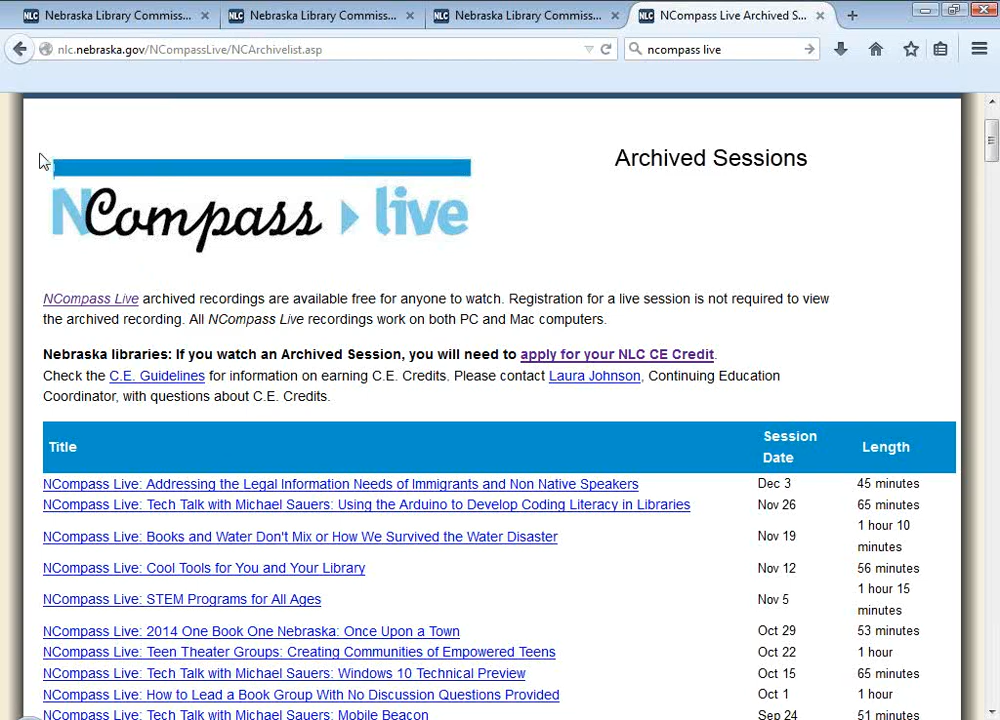 NLC Nebraska Library Commiss... NLC Nebraska Library Commiss... NLC Nebraska Library Commiss... NLC NCompass Live Archived S...
nlc.nebraska.gov/NCompassLive/NCArchivelist.asp ncompass live
Archived Sessions
NCompass live
NCompass Live archived recordings are available free for anyone to watch. Registration for a live session is not required to view
the archived recording. All NCompass Live recordings work on both PC and Mac computers.
Nebraska libraries: If you watch an Archived Session, you will need to apply for your NLC CE Credit.
Check the C.E. Guidelines for information on earning C.E. Credits. Please contact Laura Johnson, Continuing Education
Coordinator, with questions about C.E. Credits.
Title Session Date Length
NCompass Live: Addressing the Legal Information Needs of Immigrants and Non Native Speakers Dec 3 45 minutes
NCompass Live: Tech Talk with Michael Sauers: Using the Arduino to Develop Coding Literacy in Libraries Nov 26 65 minutes
NCompass Live: Books and Water Don't Mix or How We Survived the Water Disaster Nov 19 1 hour 10 minutes
NCompass Live: Cool Tools for You and Your Library Nov 12 56 minutes
NCompass Live: STEM Programs for All Ages Nov 5 1 hour 15 minutes
NCompass Live: 2014 One Book One Nebraska: Once Upon a Town Oct 29 53 minutes
NCompass Live: Teen Theater Groups: Creating Communities of Empowered Teens Oct 22 1 hour
NCompass Live: Tech Talk with Michael Sauers: Windows 10 Technical Preview Oct 15 65 minutes
NCompass Live: How to Lead a Book Group With No Discussion Questions Provided Oct 1 1 hour
NCompass Live: Tech Talk with Michael Sauers: Mobile Beacon Sep 24 51 minutes